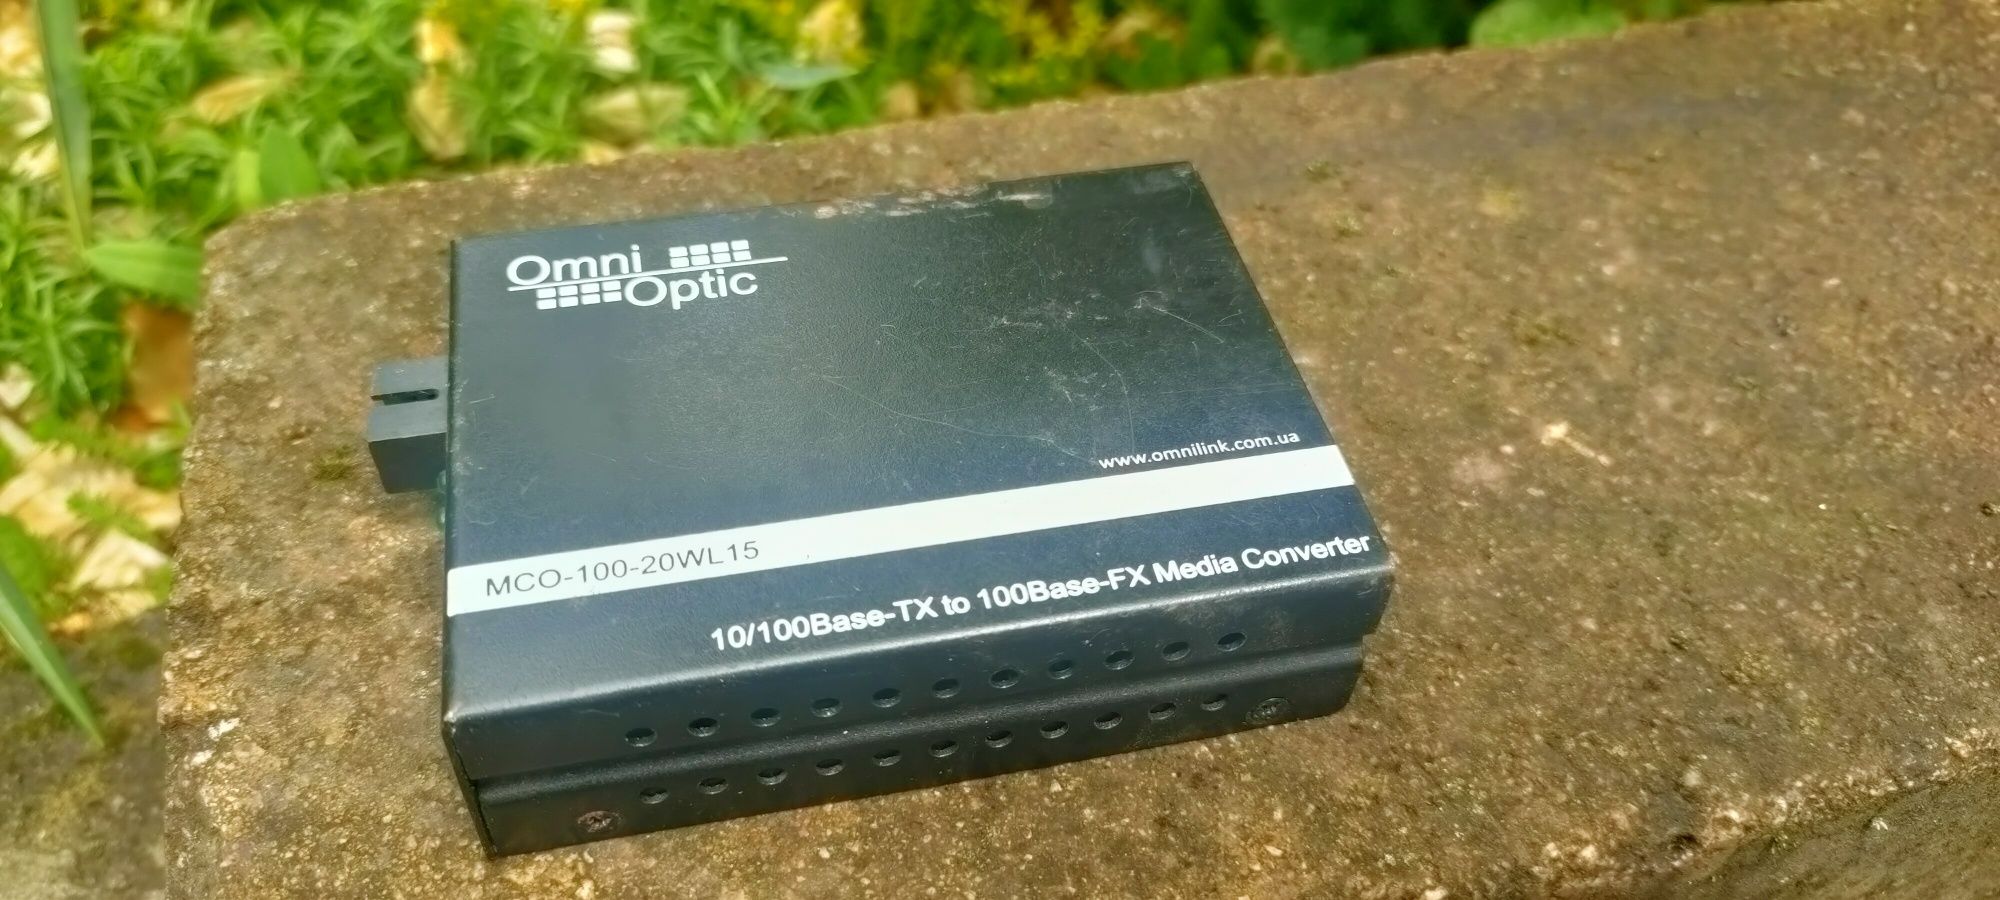 Omni
Optic
www.omnilink.com.ua
MCO-100-20WL15
10/100Base-TX to 100Base-FX Media Converter